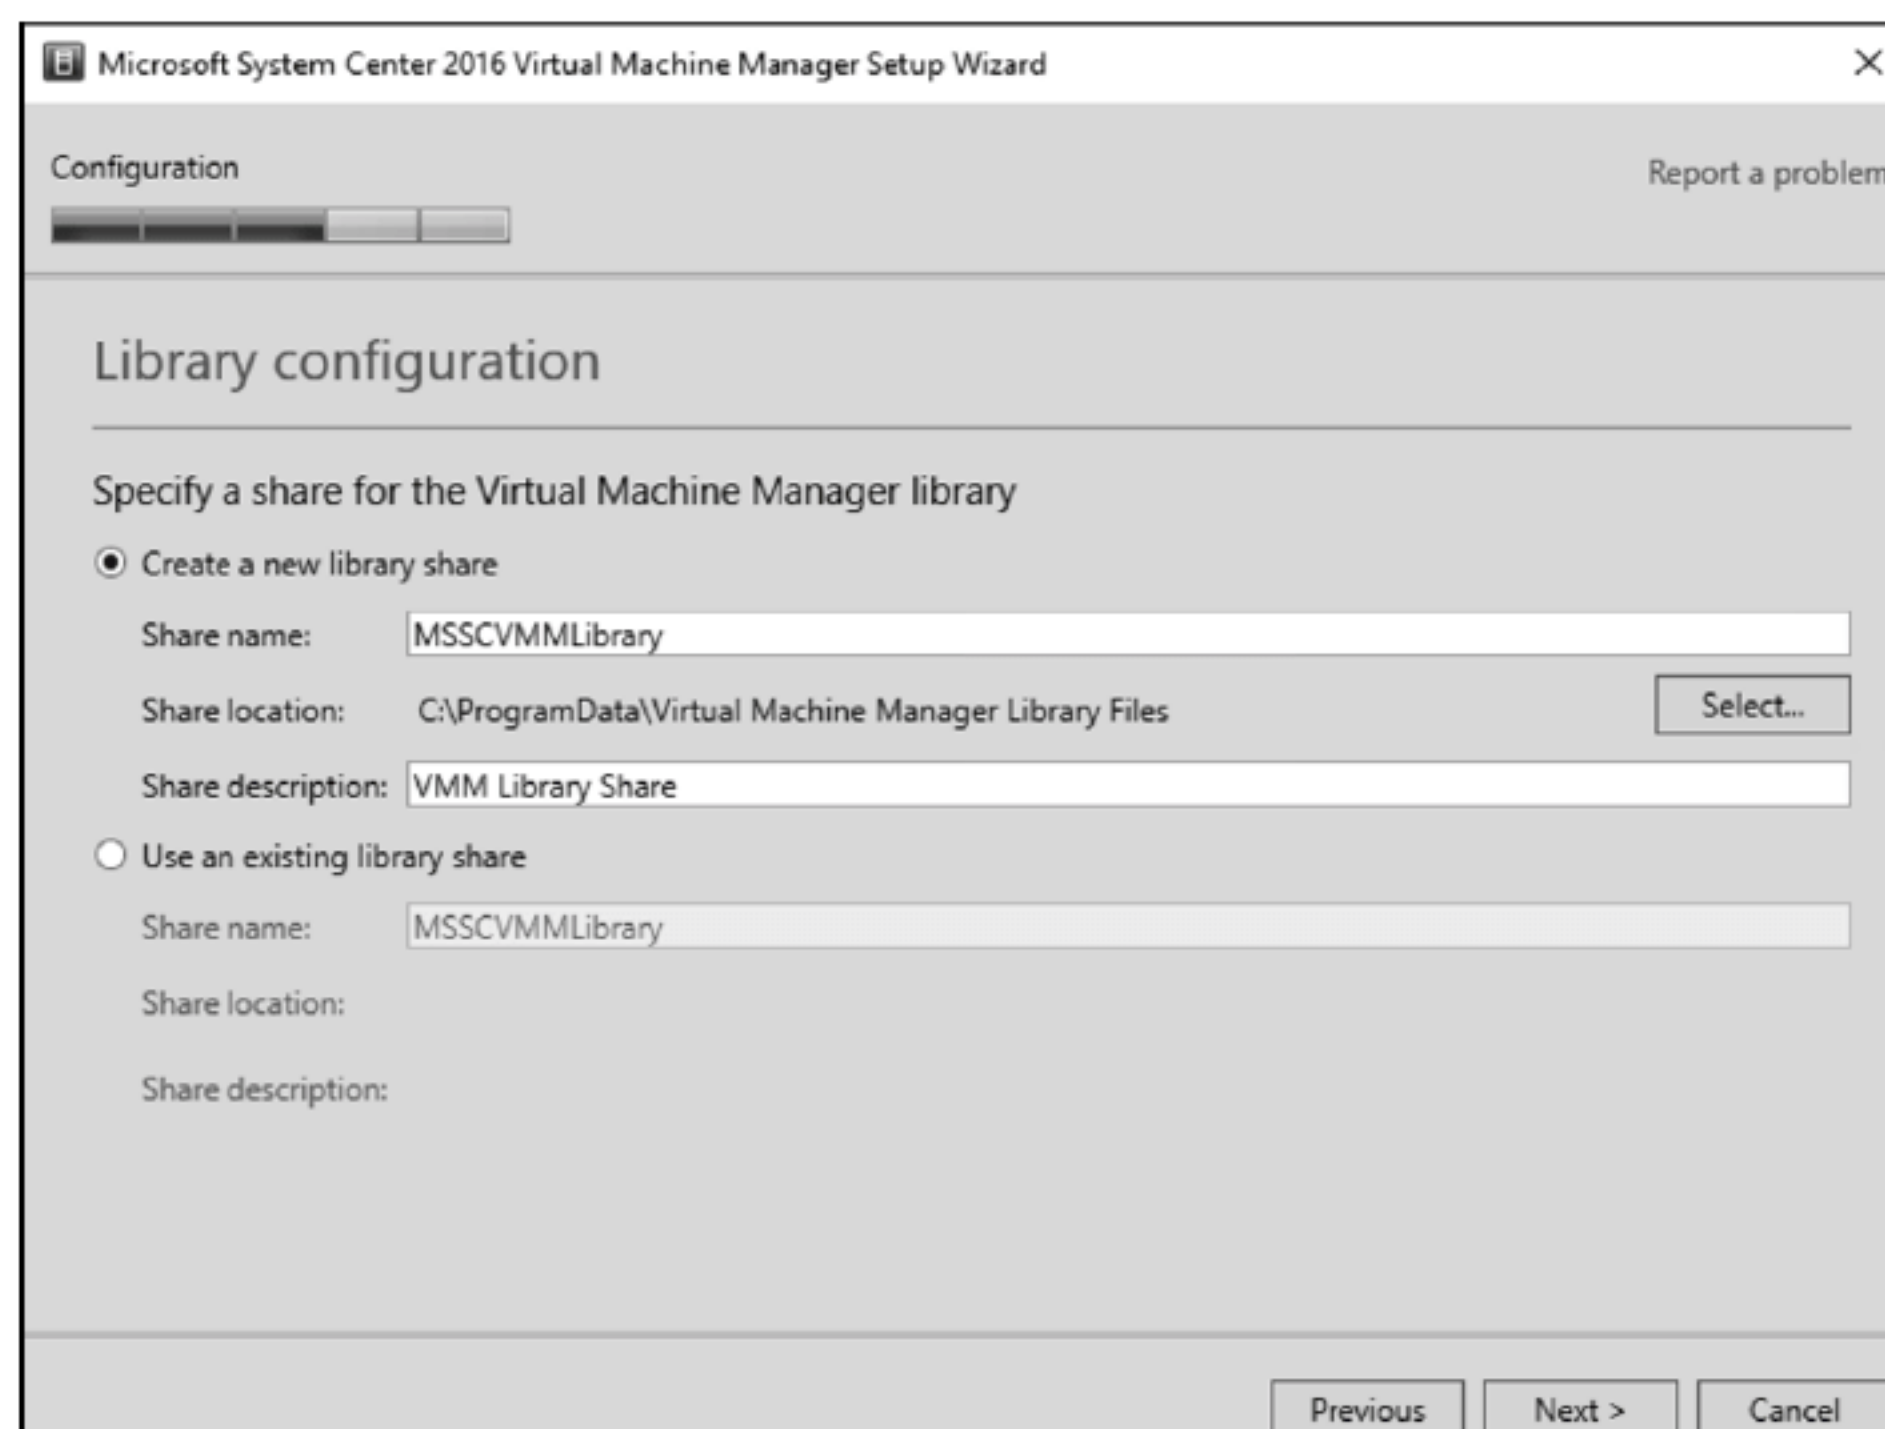 Microsoft System Center 2016 Virtual Machine Manager Setup Wizard
Configuration
Report a problem
Library configuration
Specify a share for the Virtual Machine Manager library
Create a new library share
Share name: MSSCVMMLibrary
Share location: C:\ProgramData\Virtual Machine Manager Library Files Select...
Share description: VMM Library Share
Use an existing library share
Share name: MSSCVMMLibrary
Share location:
Share description:
Previous Next > Cancel